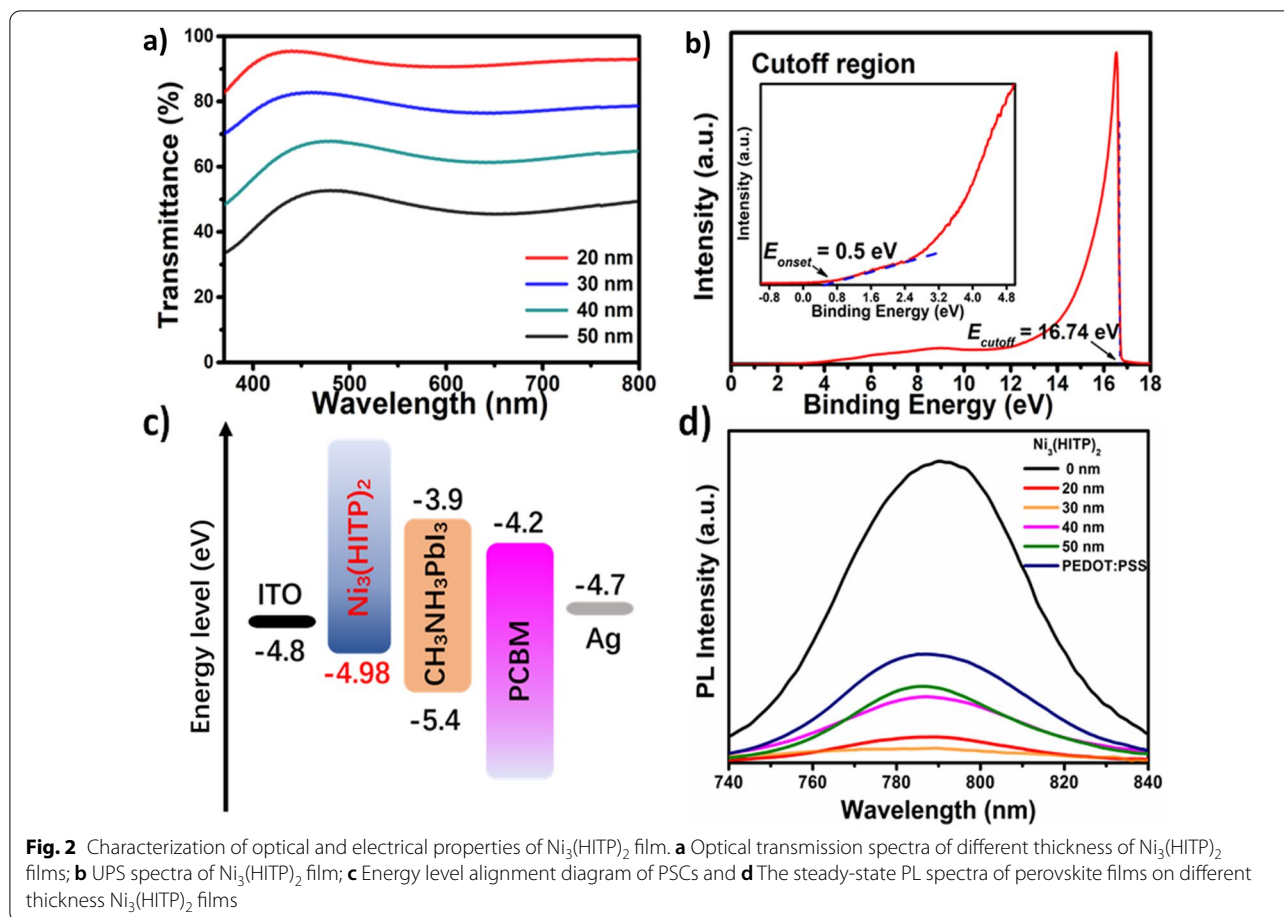 a)
Transmittance (%)
100
80
60
40
20
0
20 nm
30 nm
40 nm
50 nm
400
500
600
700
800
Wavelength (nm)
b)
Cutoff region
Intensity (a.u.)
Intensity (a.u.)
E_onset = 0.5 eV
-0.8 0.0 0.8 1.6 2.4 3.2 4.0 4.8
Binding Energy (eV)
E_cutoff = 16.74 eV
0 2 4 6 8 10 12 14 16 18
Binding Energy (eV)
c)
Energy level (eV)
ITO
-4.8
Ni₃(HITP)₂
-4.98
-3.9
CH₃NH₃PbI₃
-5.4
-4.2
PCBM
-4.7
Ag
d)
PL Intensity (a.u.)
Ni₃(HITP)₂
0 nm
20 nm
30 nm
40 nm
50 nm
PEDOT:PSS
740 760 780 800 820 840
Wavelength (nm)
Fig. 2 Characterization of optical and electrical properties of Ni₃(HITP)₂ film. a Optical transmission spectra of different thickness of Ni₃(HITP)₂
films; b UPS spectra of Ni₃(HITP)₂ film; c Energy level alignment diagram of PSCs and d The steady-state PL spectra of perovskite films on different
thickness Ni₃(HITP)₂ films